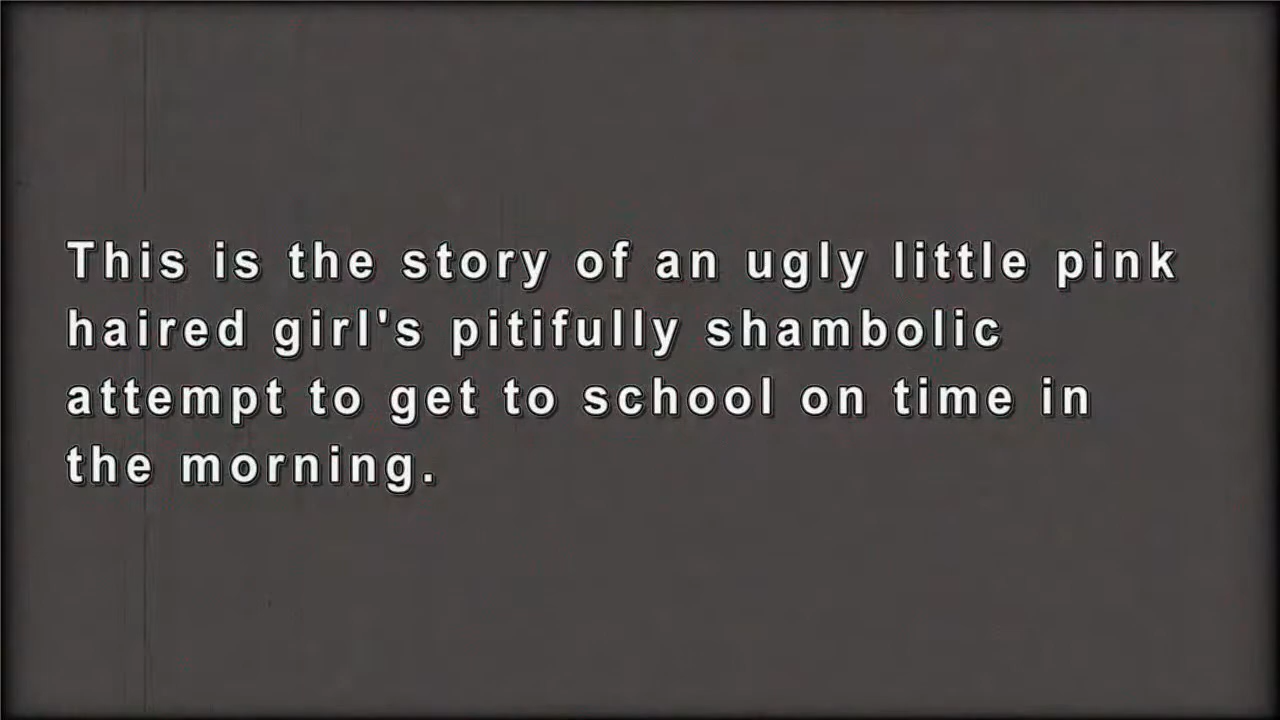 This is the story of an ugly little pink
haired girl's pitifully shambolic
attempt to get to school on time in
the morning.